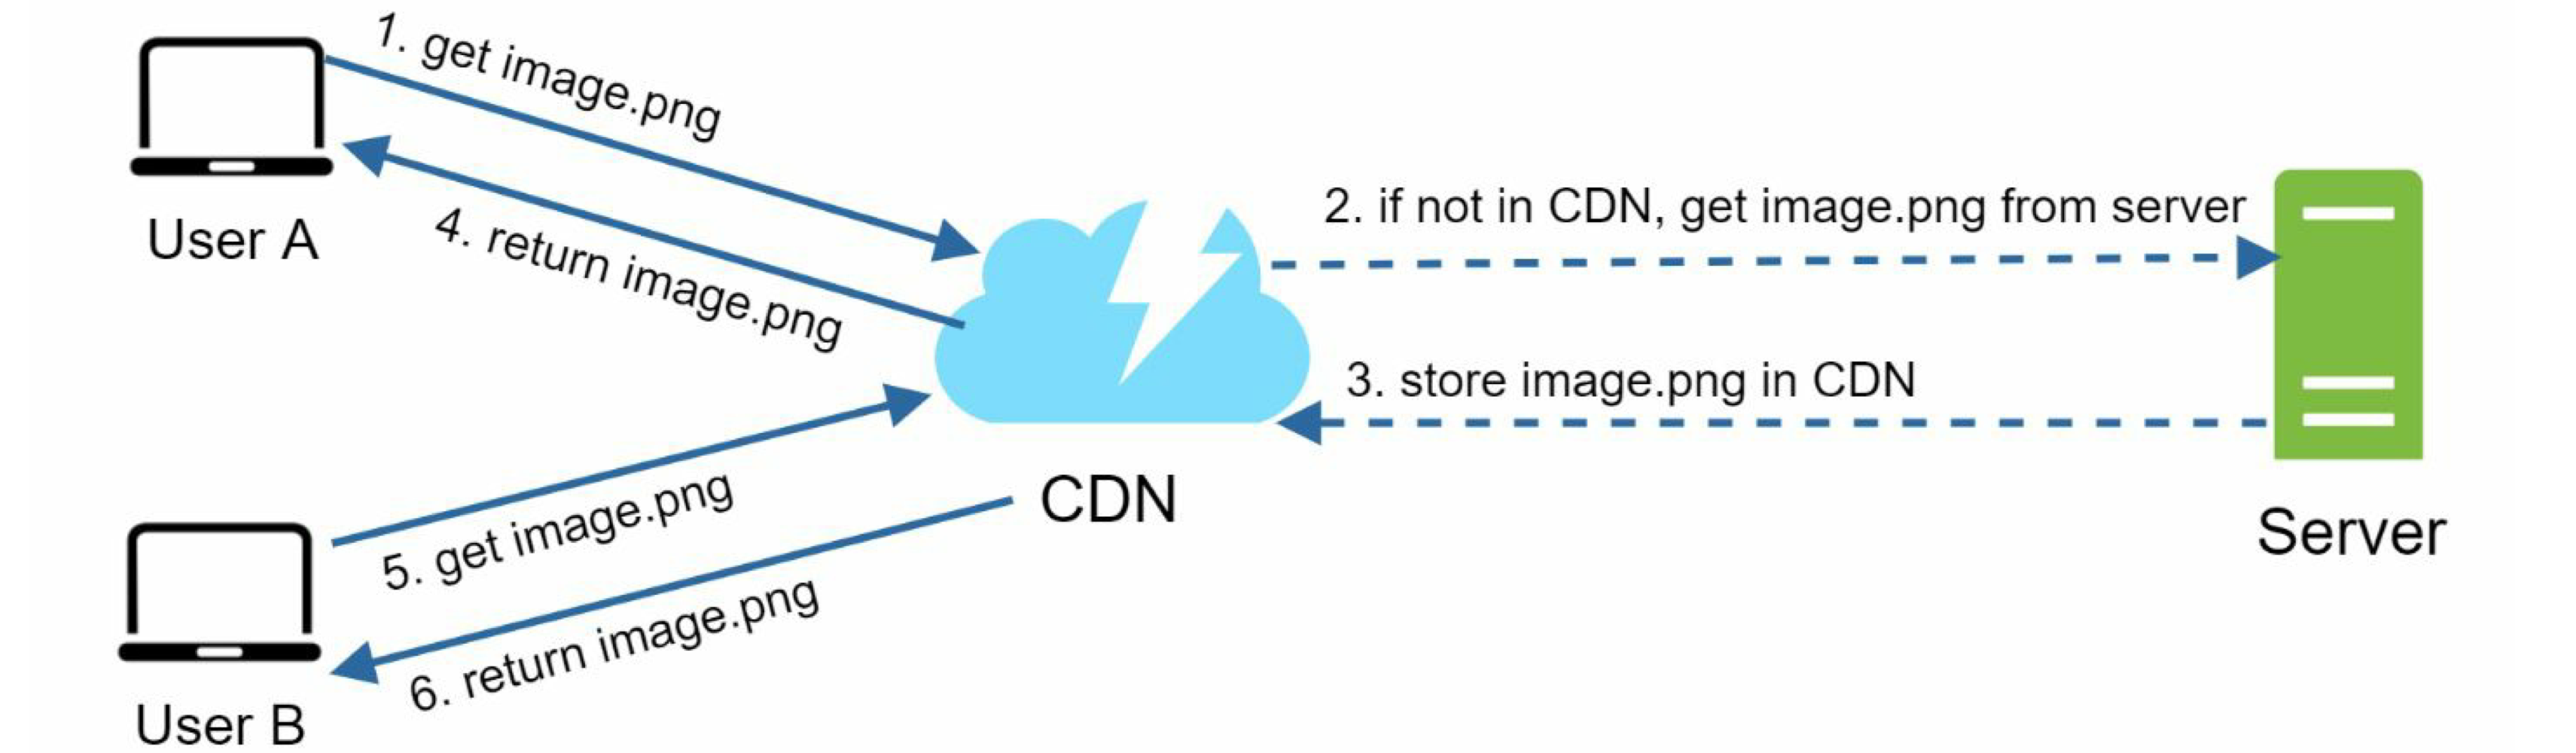 1. get image.png
User A
4. return image.png
2. if not in CDN, get image.png from server
3. store image.png in CDN
CDN
Server
5. get image.png
6. return image.png
User B